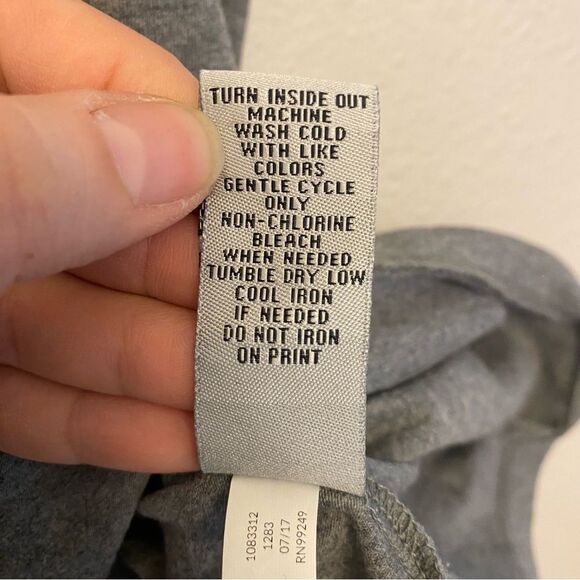 TURN INSIDE OUT
MACHINE
WASH COLD
WITH LIKE
COLORS
GENTLE CYCLE
ONLY
NON-CHLORINE
BLEACH
WHEN NEEDED
TUMBLE DRY LOW
COOL IRON
IF NEEDED
DO NOT IRON
ON PRINT
1083312
1283
07/17
RN99249